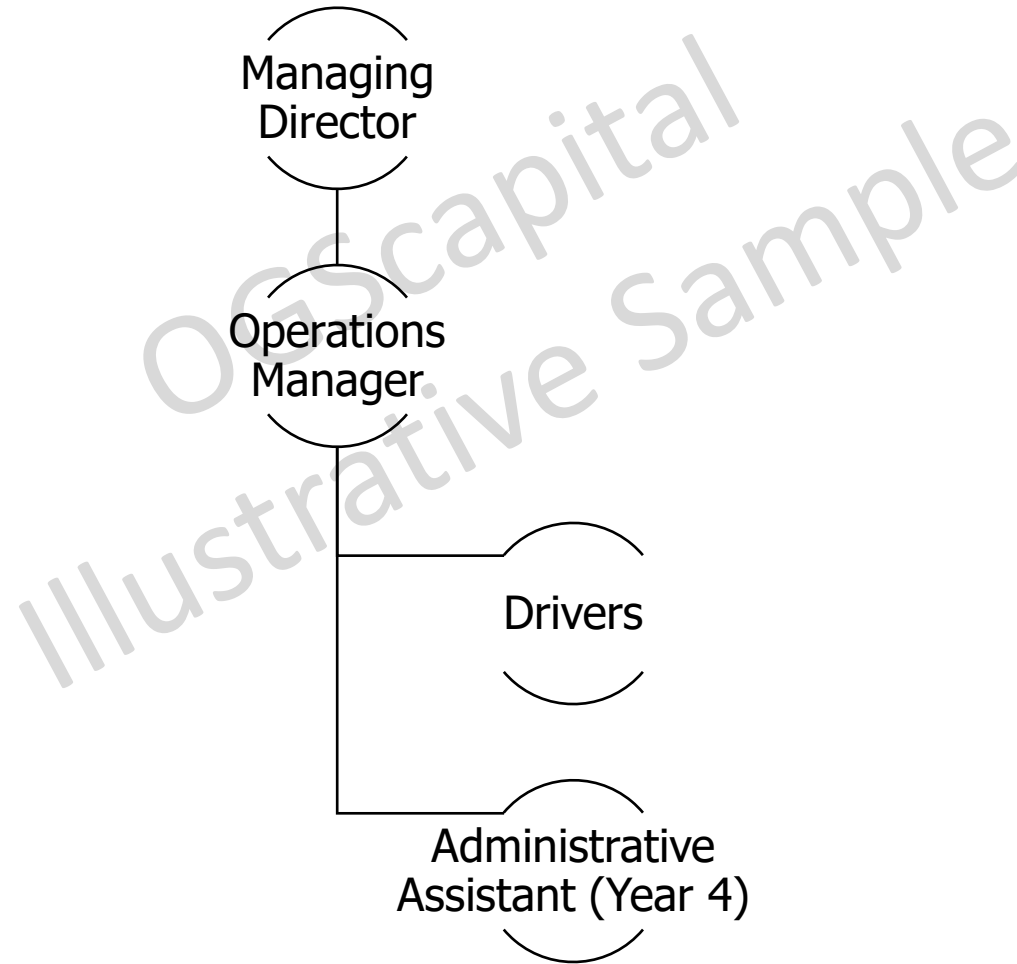 Managing
Director
Operations
Manager
Drivers
Administrative
Assistant (Year 4)
OGScapital
Illustrative Sample